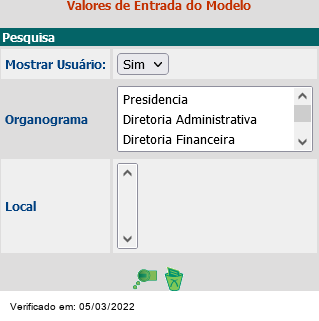 Valores de Entrada do Modelo
Pesquisa
Mostrar Usuário: Sim
Organograma
Presidencia
Diretoria Administrativa
Diretoria Financeira
Local
Verificado em: 05/03/2022